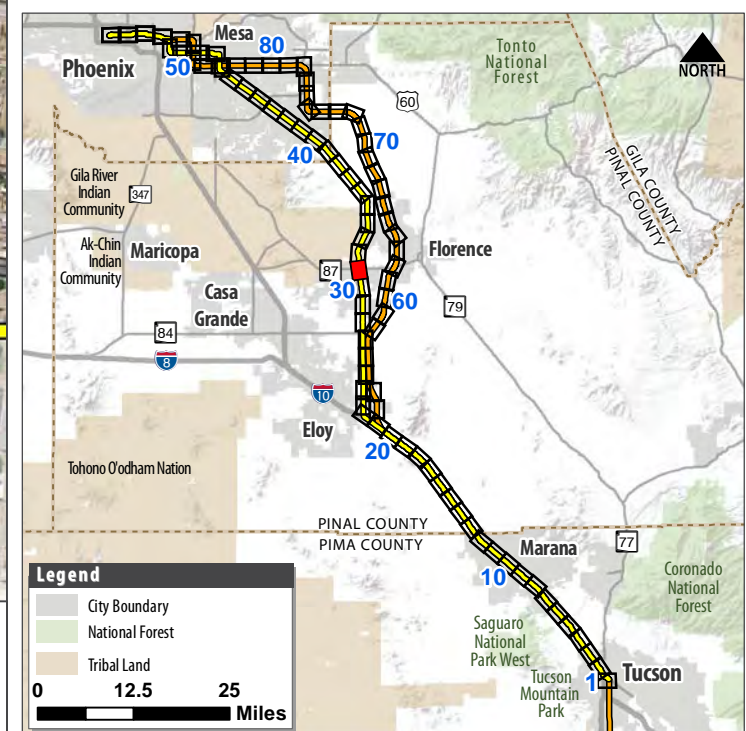 Mesa
80
Phoenix
50
Tonto
National
Forest
NORTH
60
70
40
GILA COUNTY
PINAL COUNTY
Gila River
Indian
Community
347
Ak-Chin
Indian
Community
Maricopa
87
Florence
30
Casa
Grande
60
79
84
8
10
Eloy
20
Tohono O'odham Nation
PINAL COUNTY
PIMA COUNTY
Marana
77
10
Coronado
National
Forest
Saguaro
National
Park West
Tucson
Mountain
Park
1
Tucson
Legend
City Boundary
National Forest
Tribal Land
0 12.5 25
Miles